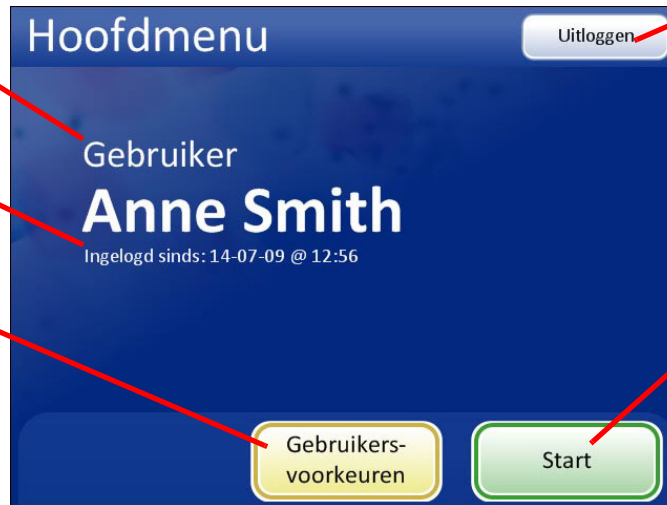 Hoofdmenu
Uitloggen
Gebruiker
Anne Smith
Ingelogd sinds: 14-07-09 @ 12:56
Gebruikers-
voorkeuren
Start